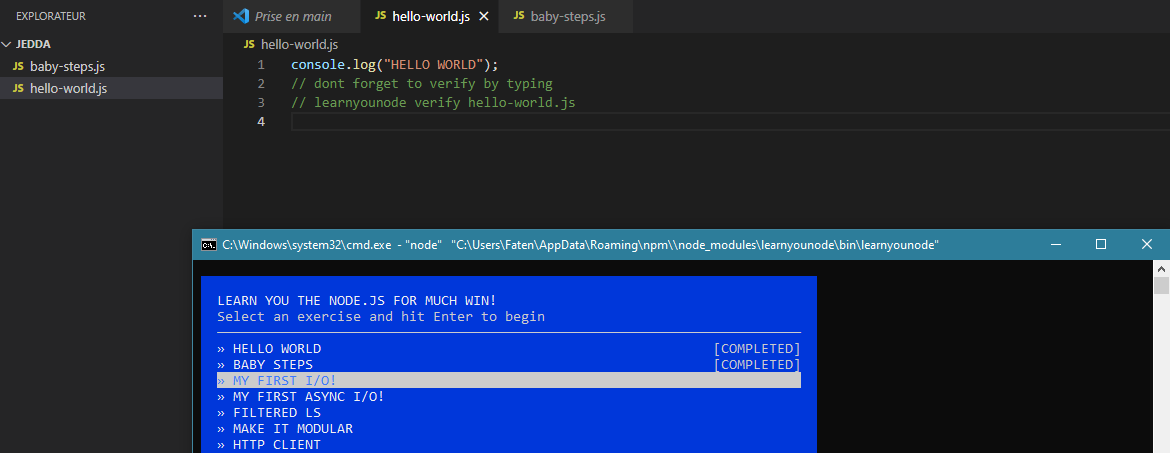 EXPLORATEUR ...
JEDDA
JS baby-steps.js
JS hello-world.js
Prise en main
JS hello-world.js
JS baby-steps.js
JS hello-world.js
1 console.log("HELLO WORLD");
2 // dont forget to verify by typing
3 // learnyounode verify hello-world.js
4
C:\Windows\system32\cmd.exe - "node" "C:\Users\Faten\AppData\Roaming\npm\\node_modules\learnyounode\bin\learnyounode"
LEARN YOU THE NODE.JS FOR MUCH WIN!
Select an exercise and hit Enter to begin
» HELLO WORLD [COMPLETED]
» BABY STEPS [COMPLETED]
» MY FIRST I/O!
» MY FIRST ASYNC I/O!
» FILTERED LS
» MAKE IT MODULAR
» HTTP CLIENT